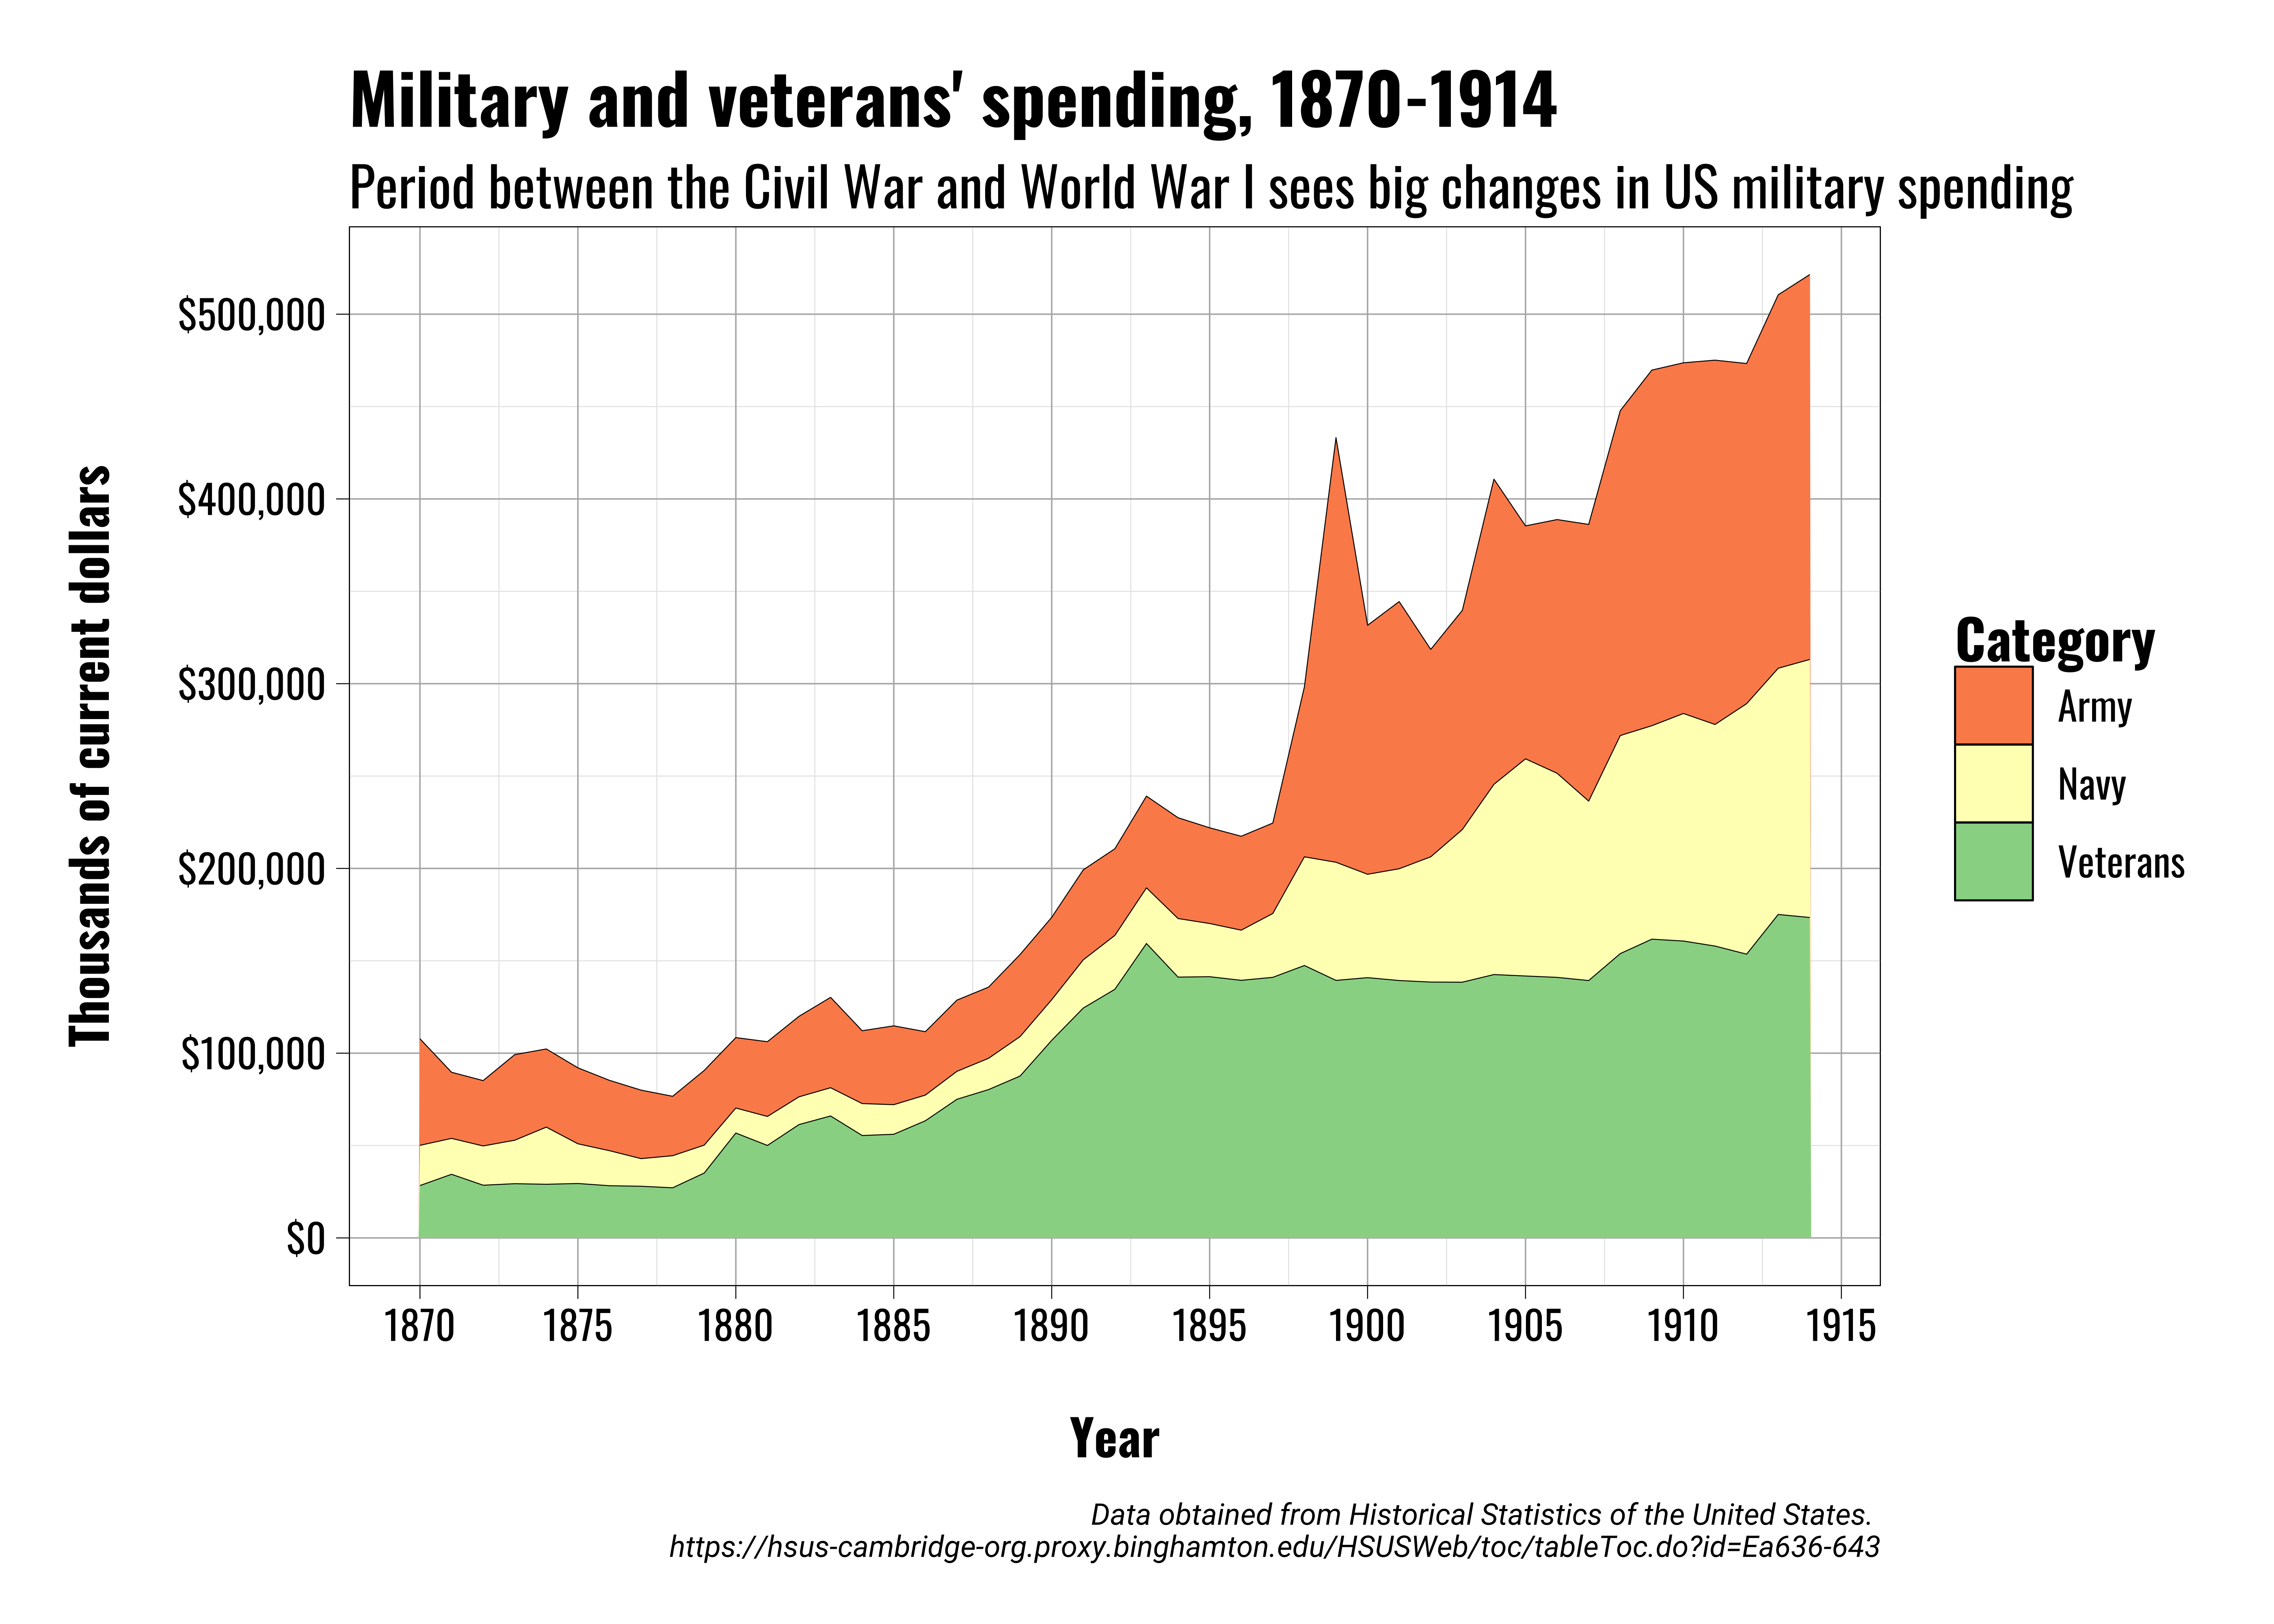 Military and veterans' spending, 1870-1914
Period between the Civil War and World War I sees big changes in US military spending
Thousands of current dollars
$500,000
$400,000
$300,000
$200,000
$100,000
$0
1870 1875 1880 1885 1890 1895 1900 1905 1910 1915
Year
Category
Army
Navy
Veterans
Data obtained from Historical Statistics of the United States.
https://hsus-cambridge-org.proxy.binghamton.edu/HSUSWeb/toc/tableToc.do?id=Ea636-643